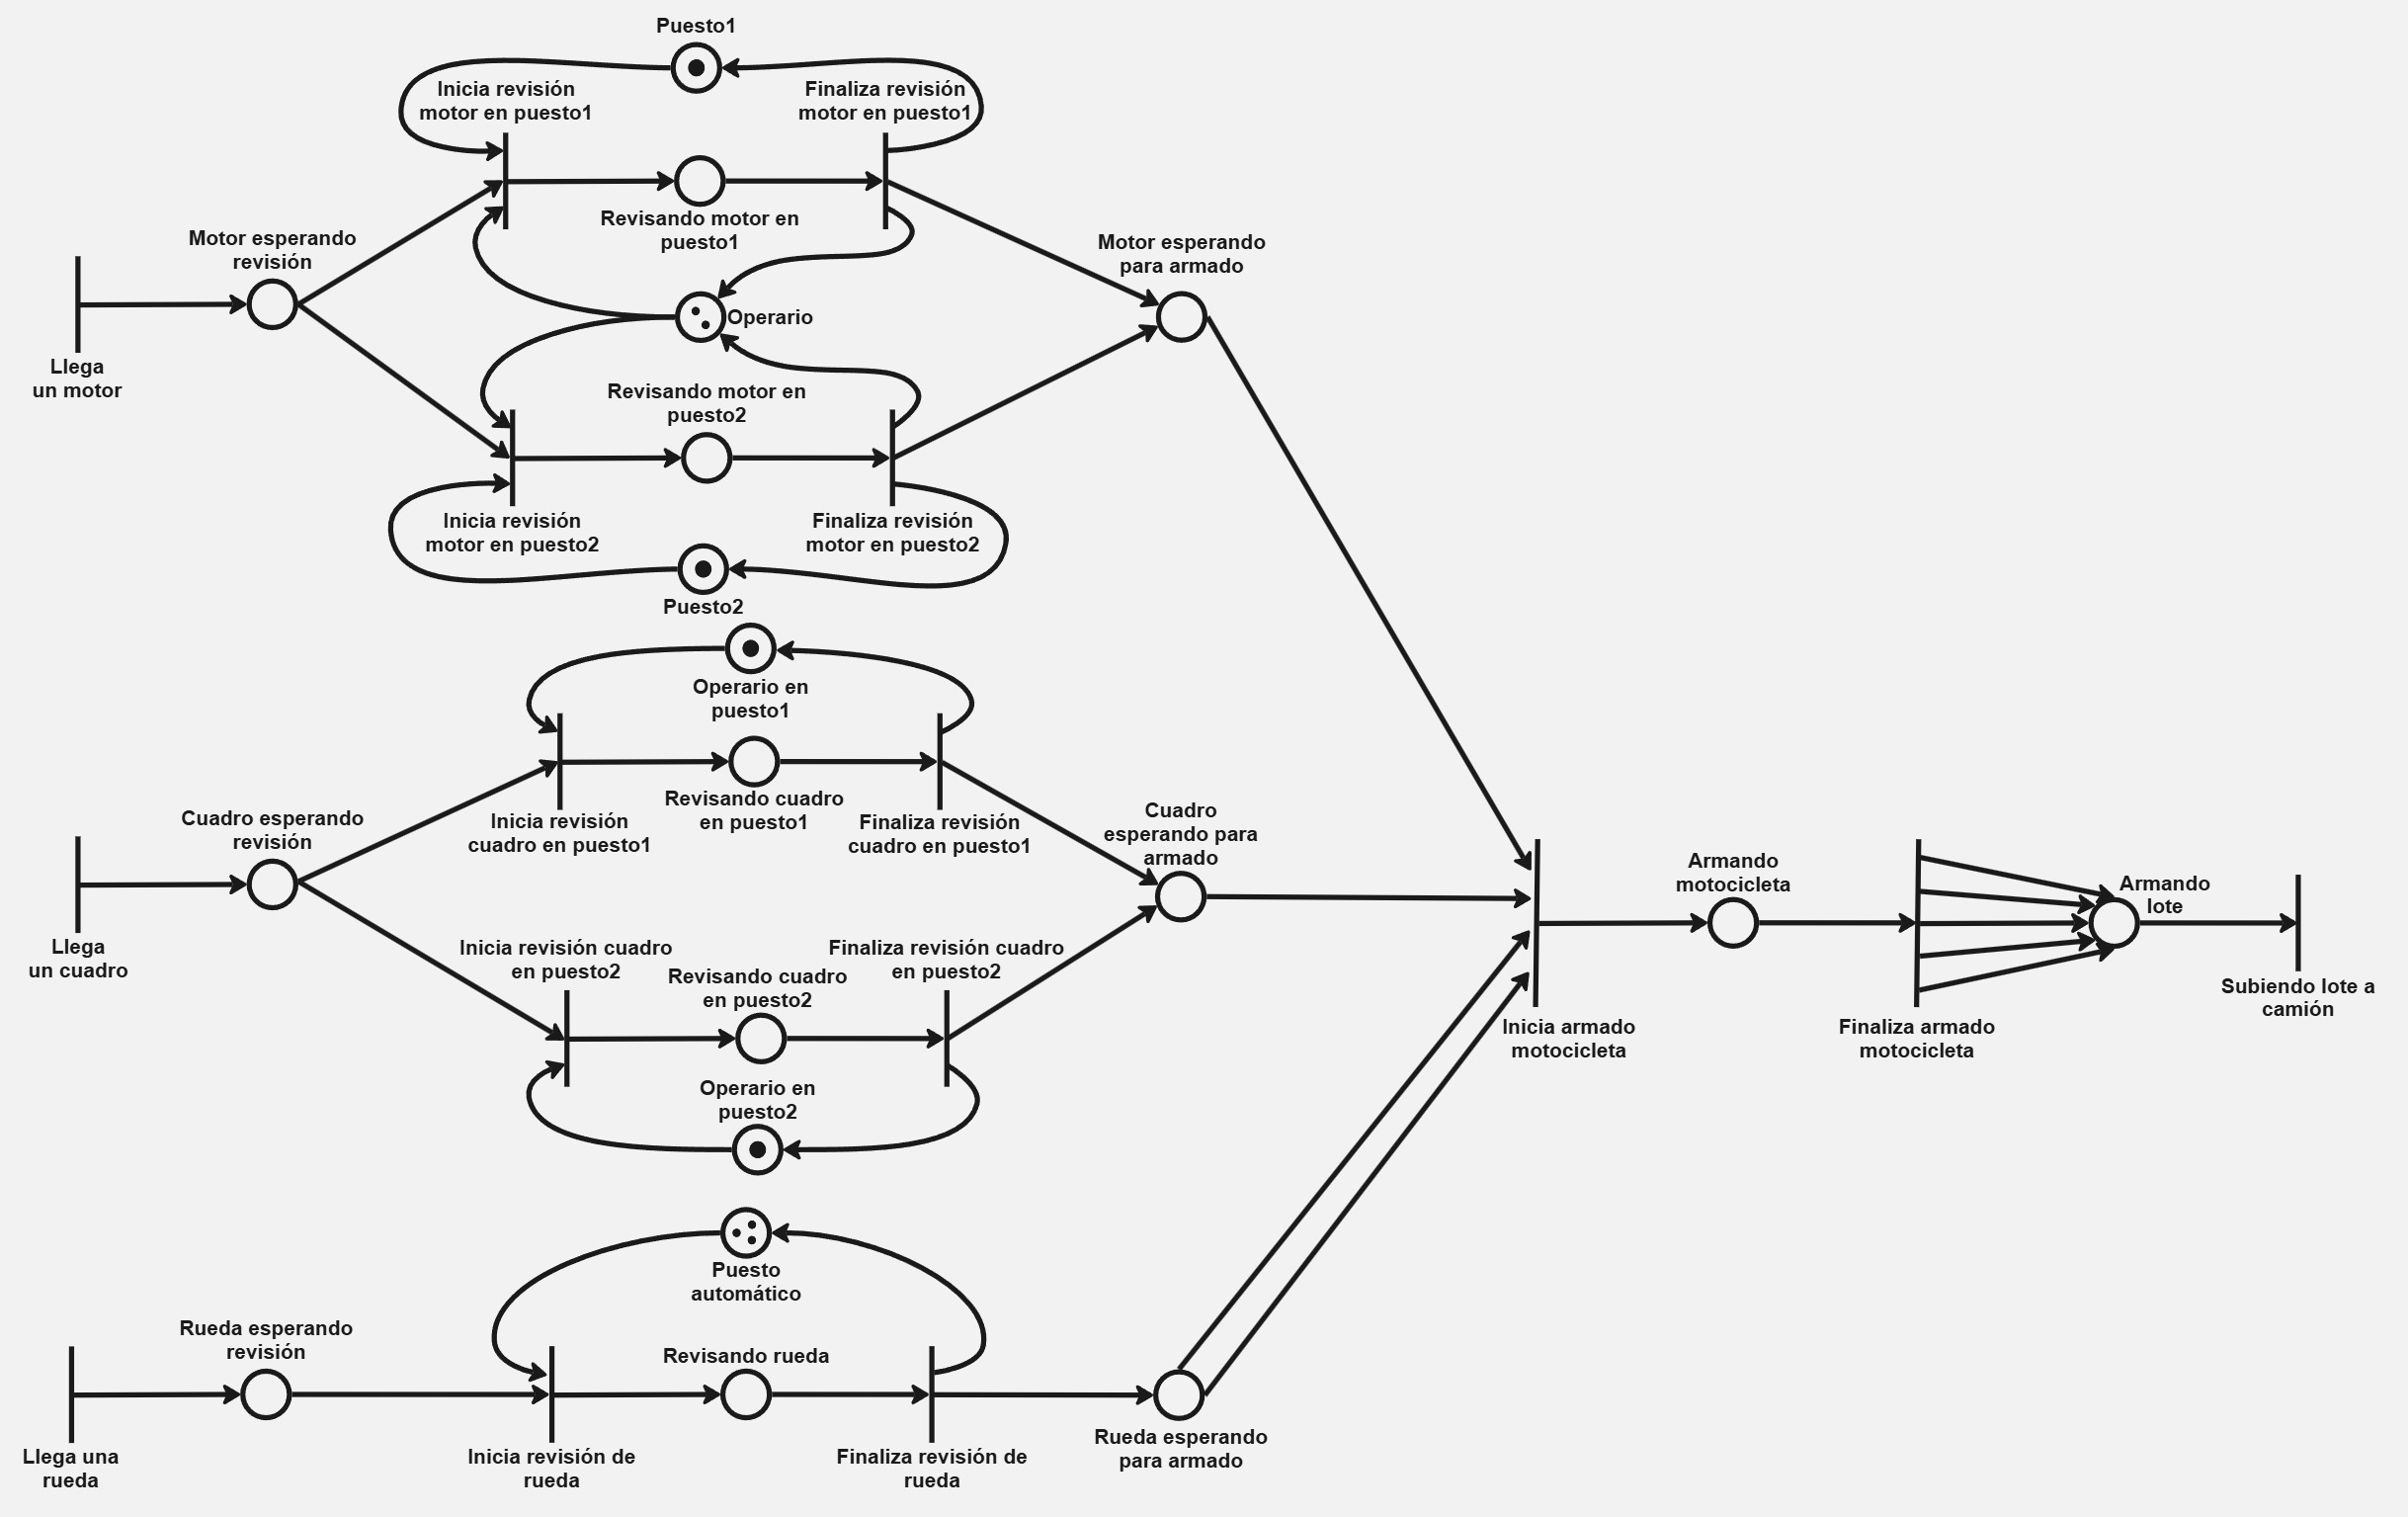 Puesto1
Inicia revisión
motor en puesto1
Finaliza revisión
motor en puesto1
Revisando motor en
puesto1
Motor esperando
revisión
Llega
un motor
Operario
Motor esperando
para armado
Revisando motor en
puesto2
Inicia revisión
motor en puesto2
Finaliza revisión
motor en puesto2
Puesto2
Operario en
puesto1
Revisando cuadro
en puesto1
Inicia revisión
cuadro en puesto1
Finaliza revisión
cuadro en puesto1
Cuadro esperando
revisión
Llega
un cuadro
Cuadro
esperando para
armado
Inicia revisión cuadro
en puesto2
Revisando cuadro
en puesto2
Finaliza revisión cuadro
en puesto2
Operario en
puesto2
Armando
motocicleta
Armando
lote
Inicia armado
motocicleta
Finaliza armado
motocicleta
Subiendo lote a
camión
Puesto
automático
Rueda esperando
revisión
Revisando rueda
Llega una
rueda
Inicia revisión de
rueda
Finaliza revisión de
rueda
Rueda esperando
para armado